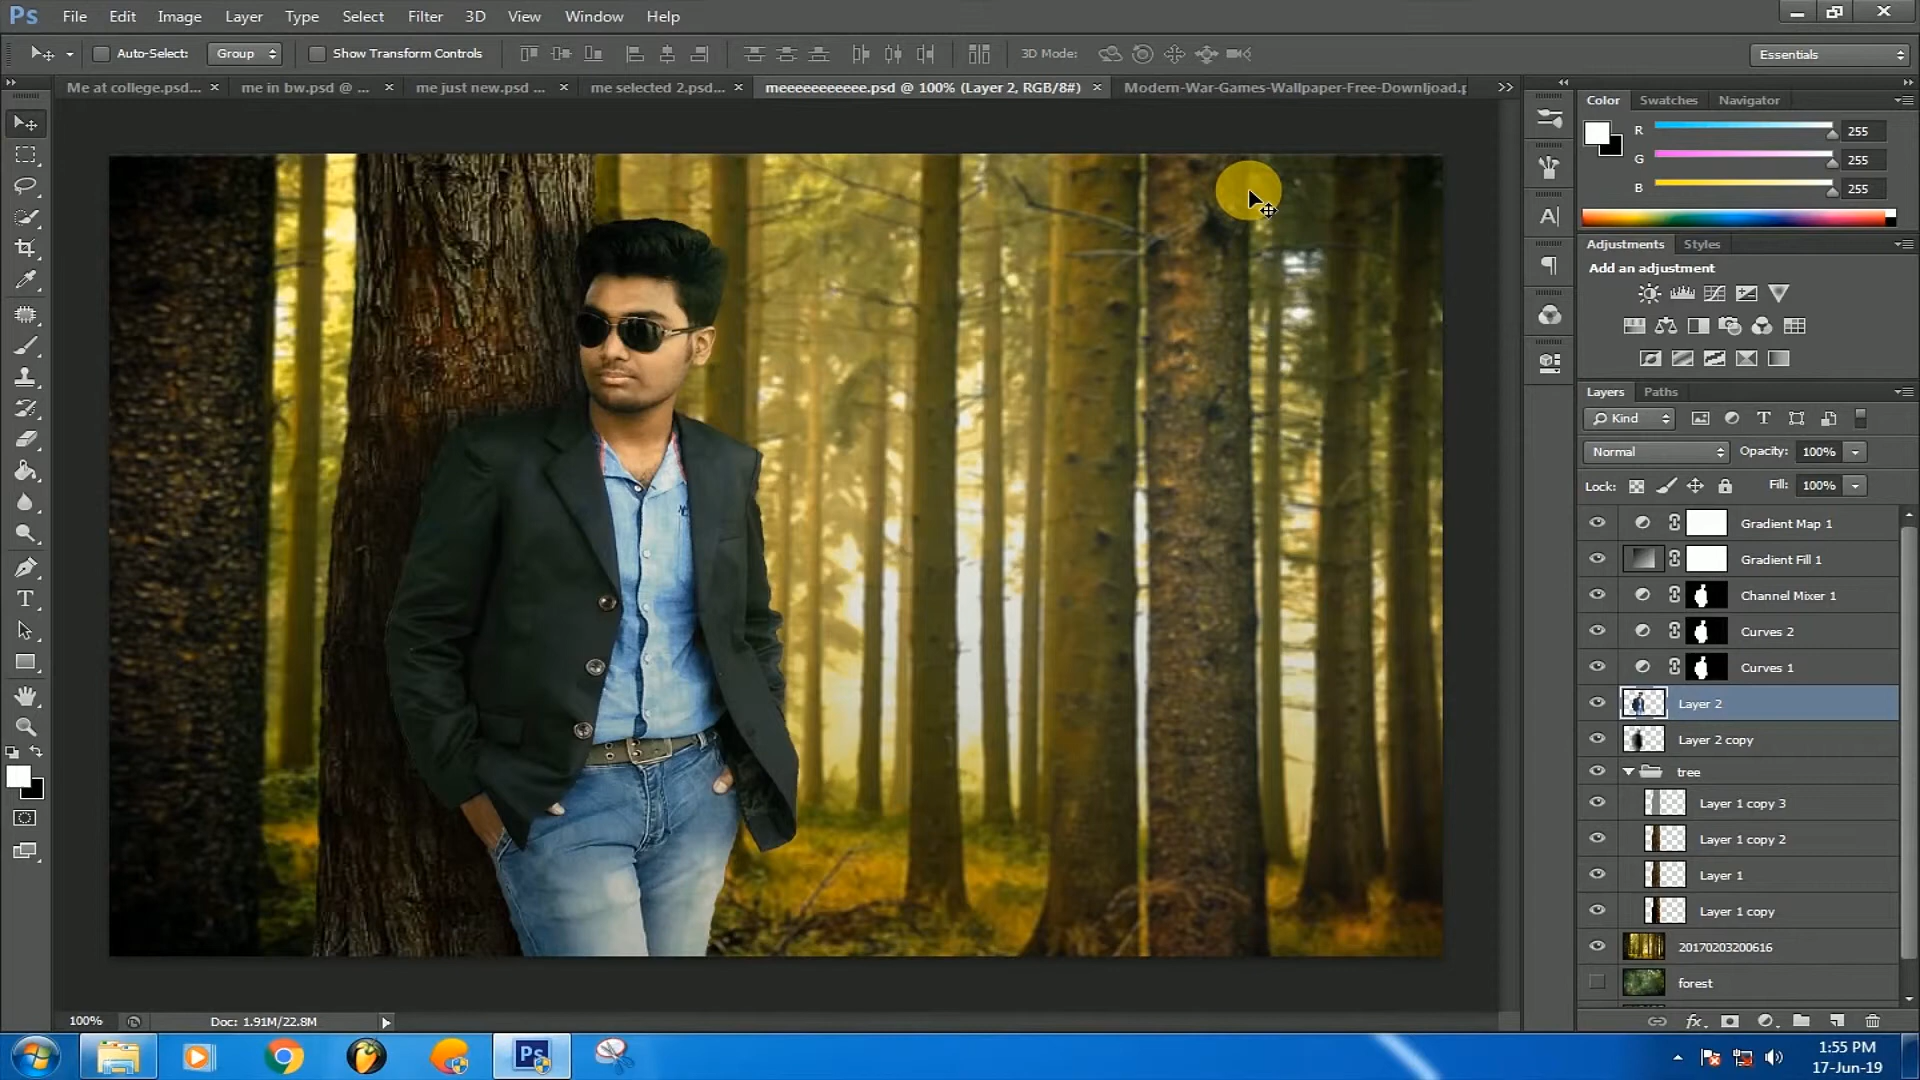 Ps File Edit Image Layer Type Select Filter 3D View Window Help
Auto-Select: Group Show Transform Controls 3D Mode: Essentials
Me at college.psd... × me in bw.psd @ ... × me just new.psd ... × me selected 2.psd... × meeeeeeeeeee.psd @ 100% (Layer 2, RGB/8#) × Modern-War-Games-Wallpaper-Free-Downljoad.p
Color Swatches Navigator
R 255
G 255
B 255
Adjustments Styles
Add an adjustment
Layers Paths
Kind
Normal Opacity: 100%
Lock: Fill: 100%
Gradient Map 1
Gradient Fill 1
Channel Mixer 1
Curves 2
Curves 1
Layer 2
Layer 2 copy
tree
Layer 1 copy 3
Layer 1 copy 2
Layer 1
Layer 1 copy
20170203200616
forest
100% Doc: 1.91M/22.8M
Ps
1:55 PM
17-Jun-19